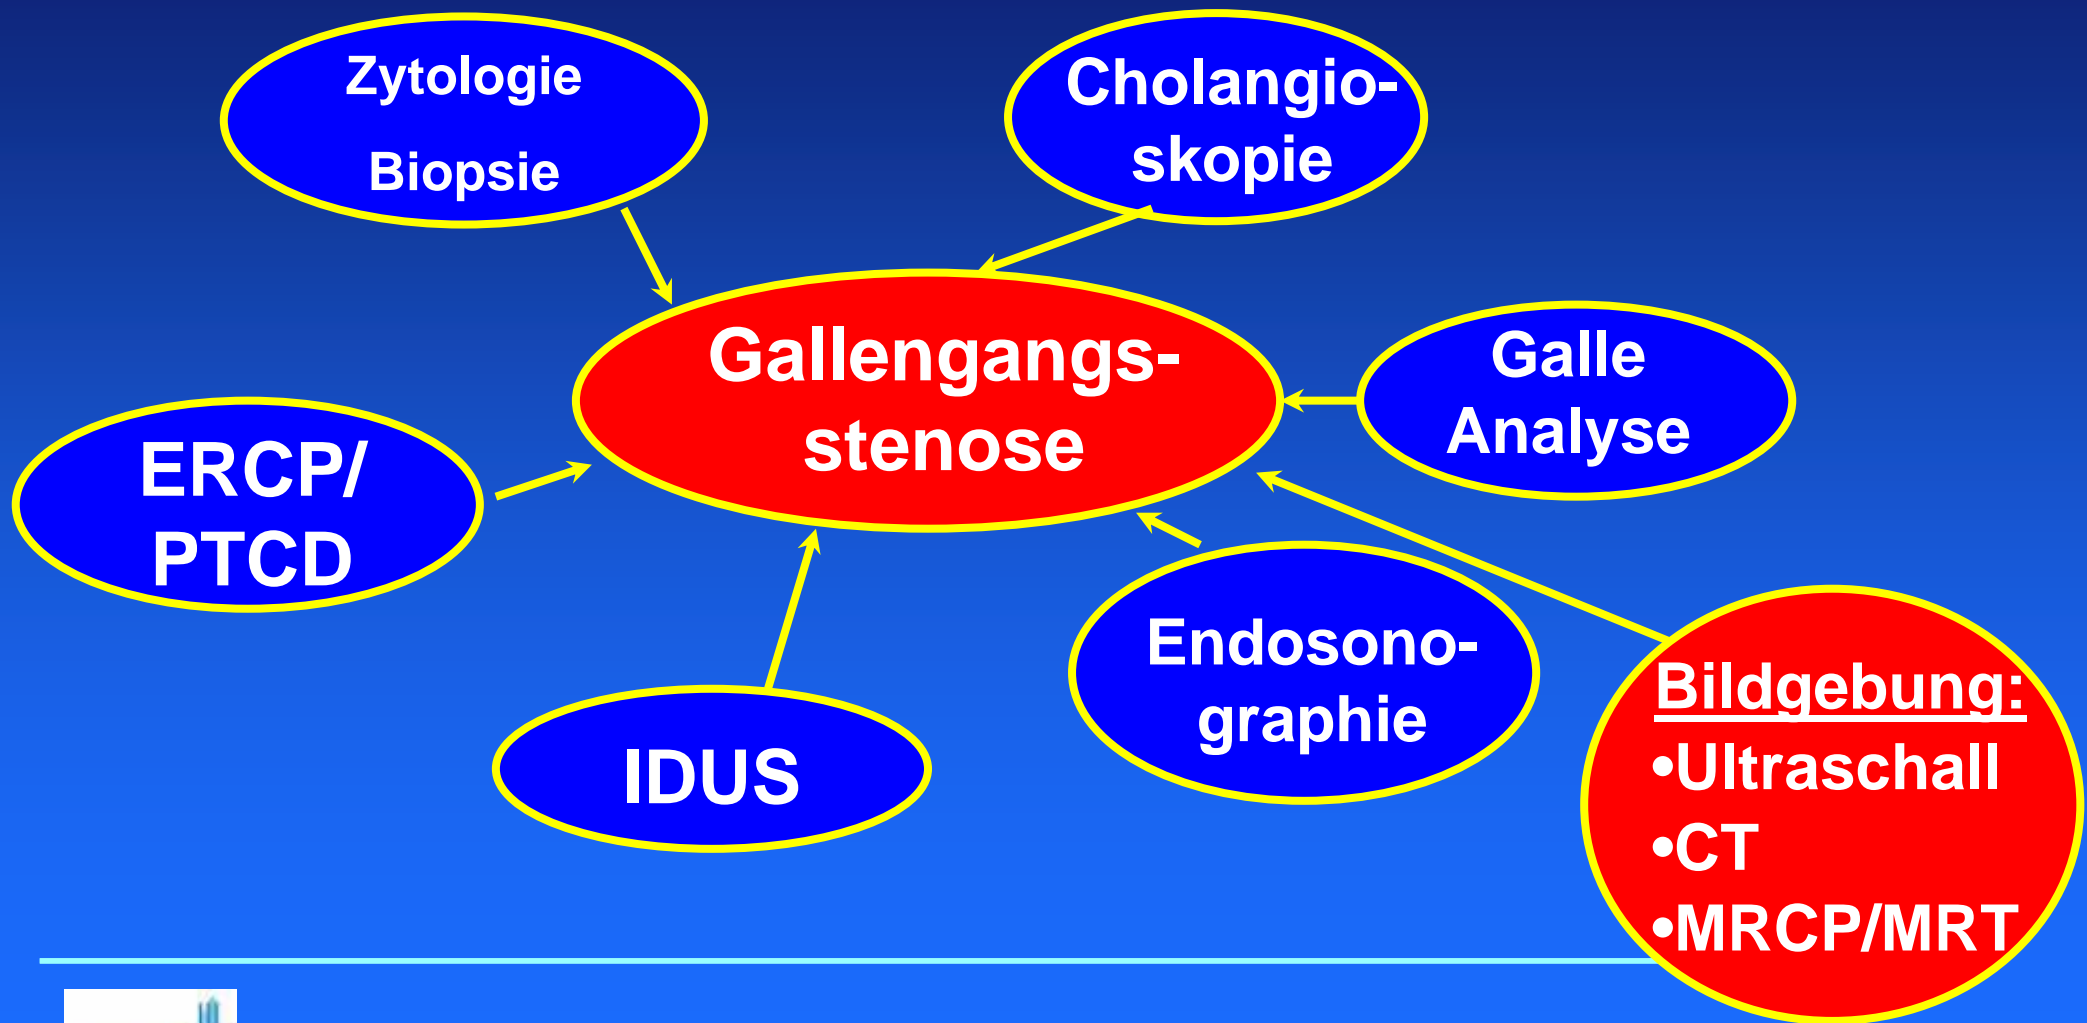 Zytologie
Biopsie
Cholangio-
skopie
Gallengangs-
stenose
Galle
Analyse
ERCP/
PTCD
Endosono-
graphie
IDUS
Bildgebung:
•Ultraschall
•CT
•MRCP/MRT